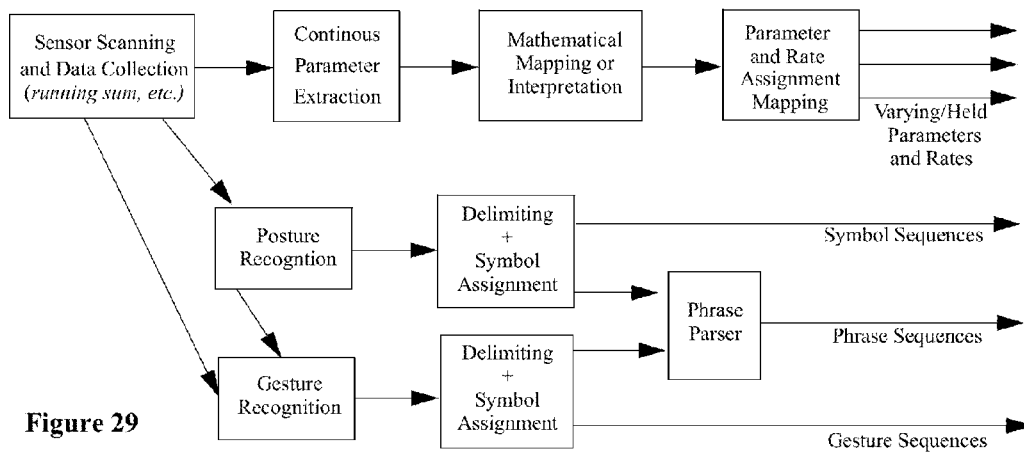 Sensor Scanning
and Data Collection
(running sum, etc.)
Continous
Parameter
Extraction
Mathematical
Mapping or
Interpretation
Parameter
and Rate
Assignment
Mapping
Varying/Held
Parameters
and Rates
Posture
Recogntion
Delimiting
+
Symbol
Assignment
Symbol Sequences
Phrase
Parser
Phrase Sequences
Gesture
Recognition
Delimiting
+
Symbol
Assignment
Gesture Sequences
Figure 29